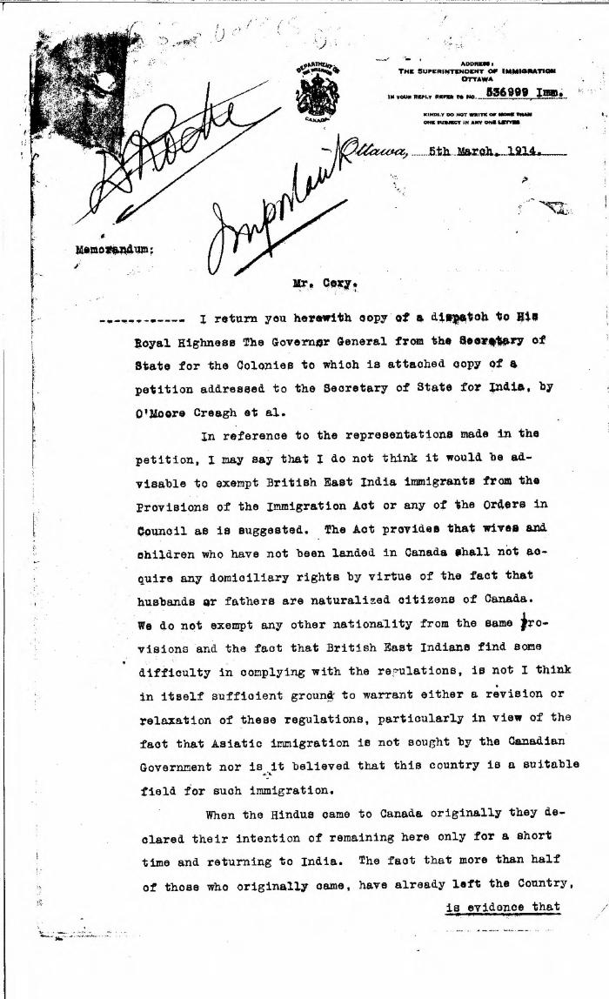 ADDRESS:
THE SUPERINTENDENT OF IMMIGRATION
OTTAWA
IN YOUR REPLY REFER TO NO. 536999 Imm.
KINDLY DO NOT WRITE ON MORE THAN
ONE SUBJECT IN ANY ONE LETTER
DEPARTMENT OF
CANADA
Roche
Important
Ottawa, 5th March, 1914.
Memorandum:
Mr. Cory.
------------ I return you herewith copy of a dispatch to His
Royal Highness The Governor General from the Secretary of
State for the Colonies to which is attached copy of a
petition addressed to the Secretary of State for India, by
O'Moore Creagh et al.
In reference to the representations made in the
petition, I may say that I do not think it would be ad-
visable to exempt British East India immigrants from the
Provisions of the Immigration Act or any of the Orders in
Council as is suggested. The Act provides that wives and
children who have not been landed in Canada shall not ac-
quire any domiciliary rights by virtue of the fact that
husbands or fathers are naturalized citizens of Canada.
We do not exempt any other nationality from the same pro-
visions and the fact that British East Indians find some
difficulty in complying with the regulations, is not I think
in itself sufficient ground to warrant either a revision or
relaxation of these regulations, particularly in view of the
fact that Asiatic immigration is not sought by the Canadian
Government nor is it believed that this country is a suitable
field for such immigration.
When the Hindus came to Canada originally they de-
clared their intention of remaining here only for a short
time and returning to India. The fact that more than half
of those who originally came, have already left the Country,
is evidence that